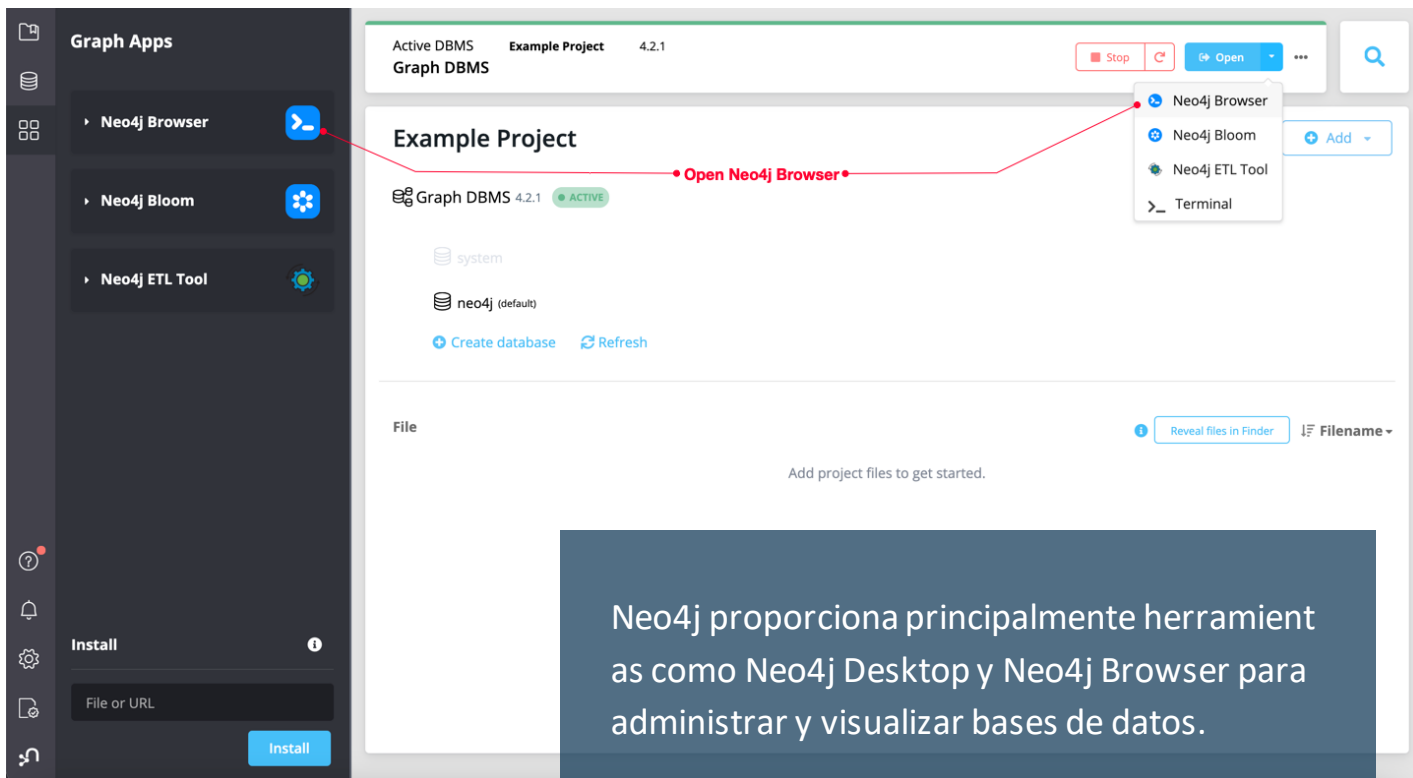 Graph Apps
Neo4j Browser
Neo4j Bloom
Neo4j ETL Tool
Install
File or URL
Install
Active DBMS Example Project 4.2.1
Graph DBMS
Stop
Open
Neo4j Browser
Neo4j Bloom
Neo4j ETL Tool
Terminal
Example Project
Add
Open Neo4j Browser
Graph DBMS 4.2.1 ACTIVE
system
neo4j (default)
Create database Refresh
File
Reveal files in Finder Filename
Add project files to get started.
Neo4j proporciona principalmente herramient
as como Neo4j Desktop y Neo4j Browser para
administrar y visualizar bases de datos.